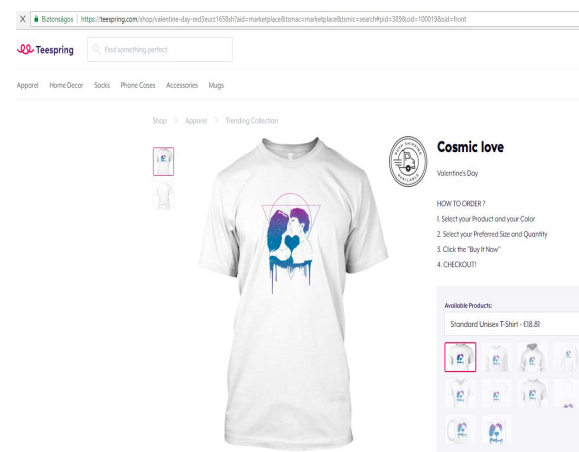 X Biztonságos | https://teespring.com/shop/valentine-day-red3eurz1658sh?aid=marketplace&tsmac=marketplace&tsmic=search#pid=389&cid=100019&sid=front
Teespring
Find something perfect
Apparel Home Decor Socks Phone Cases Accessories Mugs
Shop > Apparel > Trending Collection
RUSH SHIPPING AVAILABLE
Cosmic love
Valentine's Day
HOW TO ORDER ?
1. Select your Product and your Color
2. Select your Preferred Size and Quantity
3. Click the "Buy It Now"
4. CHECKOUT!
Available Products:
Standard Unisex T-Shirt - £18.81